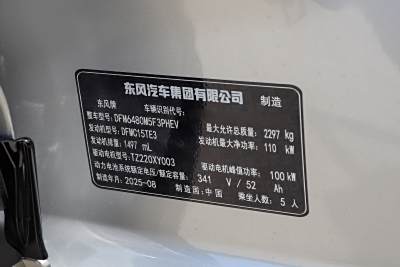 东风汽车集团有限公司 制造
东风牌 车辆识别代号:
整车型号: DFM6480M5F3PHEV 最大允许总质量: 2297 kg
发动机型号: DFMC15TE3 发动机最大净功率: 110 kW
发动机排量: 1497 mL
驱动电机型号: TZ220XY003 驱动电机峰值功率: 100 kW
动力电池系统额定电压/额定容量: 341 V / 52 Ah
制造年月: 2025-08 制造国: 中国 乘坐人数: 5 人